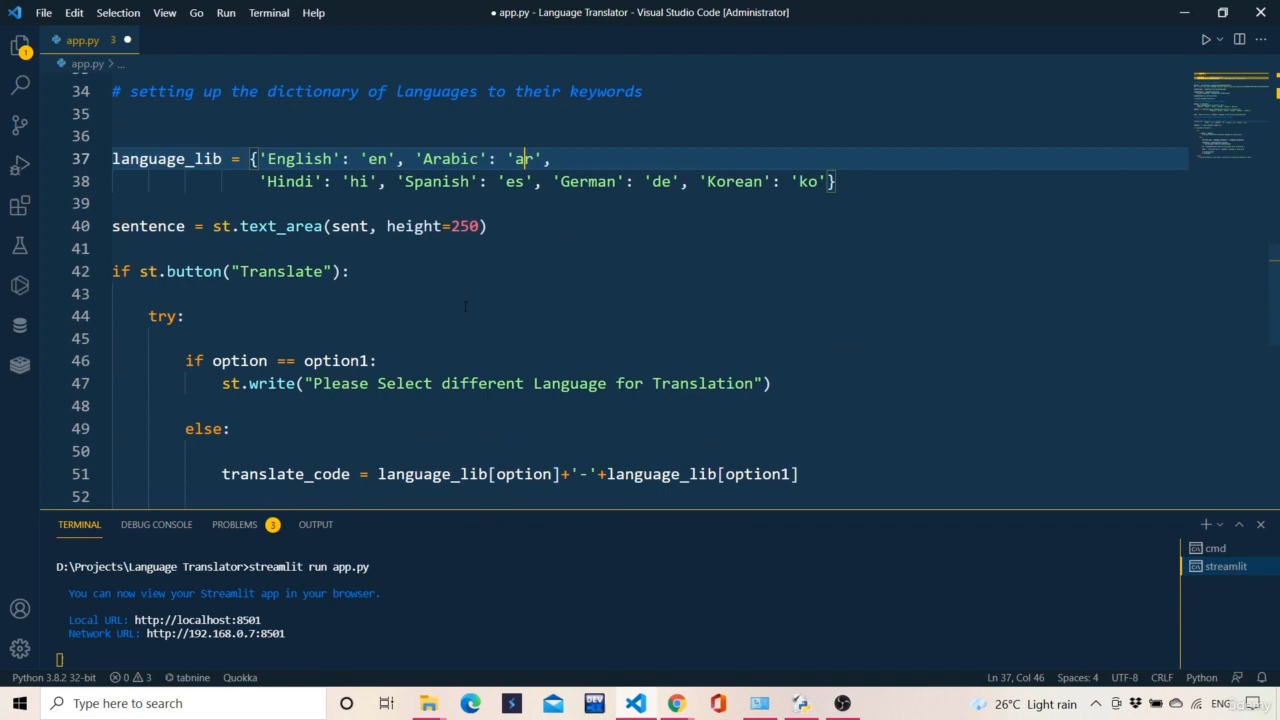 File Edit Selection View Go Run Terminal Help
● app.py - Language Translator - Visual Studio Code [Administrator]
app.py 3 ●
app.py > ...
1
34 # setting up the dictionary of languages to their keywords
35
36
37 language_lib = {'English': 'en', 'Arabic': 'ar',
38 'Hindi': 'hi', 'Spanish': 'es', 'German': 'de', 'Korean': 'ko'}
39
40 sentence = st.text_area(sent, height=250)
41
42 if st.button("Translate"):
43
44 try:
45
46 if option == option1:
47 st.write("Please Select different Language for Translation")
48
49 else:
50
51 translate_code = language_lib[option]+'-'+language_lib[option1]
52
TERMINAL DEBUG CONSOLE PROBLEMS 3 OUTPUT
cmd
streamlit
D:\Projects\Language Translator>streamlit run app.py
You can now view your Streamlit app in your browser.
Local URL: http://localhost:8501
Network URL: http://192.168.0.7:8501
Python 3.8.2 32-bit 0 3 tabnine Quokka Ln 37, Col 46 Spaces: 4 UTF-8 CRLF Python
Type here to search
DEV
26°C Light rain ENG
Udemy